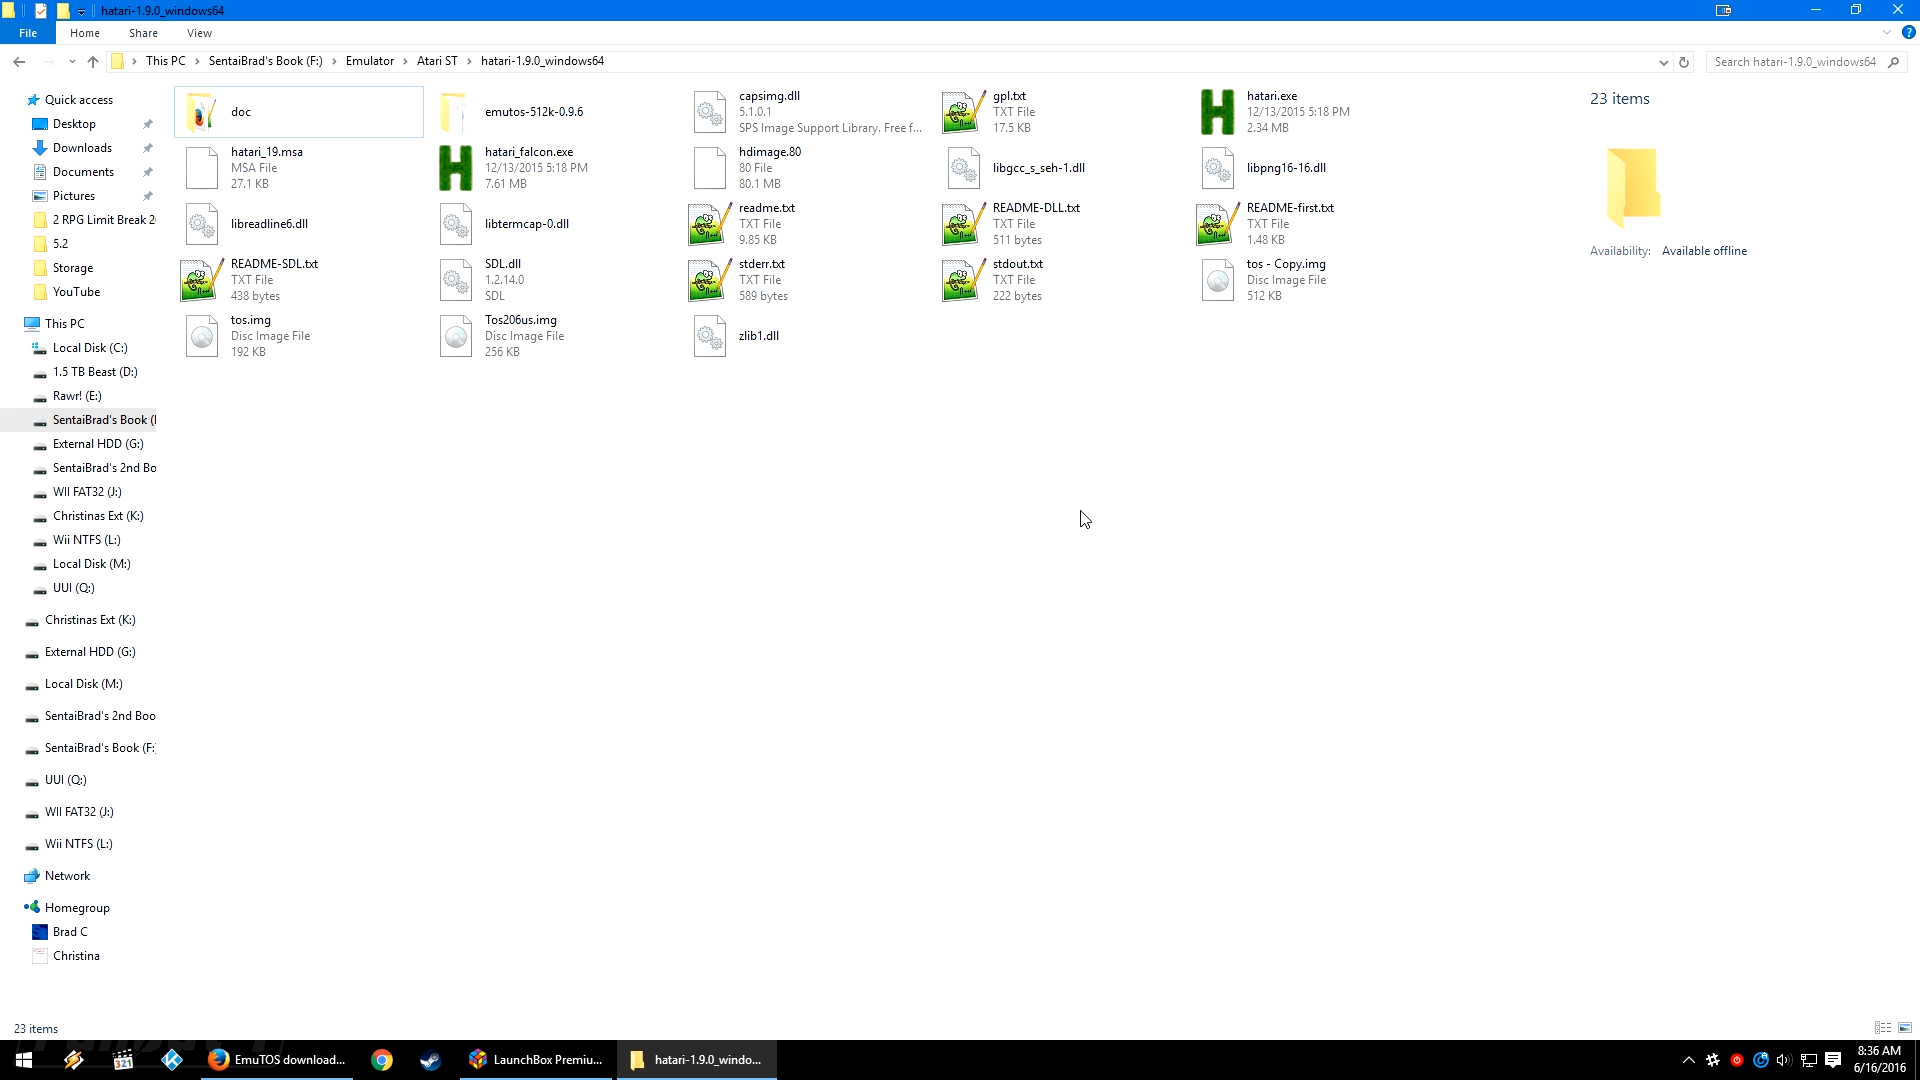 hatari-1.9.0_windows64
File Home Share View
This PC SentaiBrad's Book (F:) Emulator Atari ST hatari-1.9.0_windows64
Search hatari-1.9.0_windows64
Quick access
Desktop
Downloads
Documents
Pictures
2 RPG Limit Break 2
5.2
Storage
YouTube
This PC
Local Disk (C:)
1.5 TB Beast (D:)
Rawr! (E:)
SentaiBrad's Book (
External HDD (G:)
SentaiBrad's 2nd Bo
WII FAT32 (J:)
Christinas Ext (K:)
Wii NTFS (L:)
Local Disk (M:)
UUI (Q:)
Christinas Ext (K:)
External HDD (G:)
Local Disk (M:)
SentaiBrad's 2nd Boo
SentaiBrad's Book (F:
UUI (Q:)
WII FAT32 (J:)
Wii NTFS (L:)
Network
Homegroup
Brad C
Christina
doc
emutos-512k-0.9.6
capsimg.dll
5.1.0.1
SPS Image Support Library. Free f...
gpl.txt
TXT File
17.5 KB
hatari.exe
12/13/2015 5:18 PM
2.34 MB
hatari_19.msa
MSA File
27.1 KB
hatari_falcon.exe
12/13/2015 5:18 PM
7.61 MB
hdimage.80
80 File
80.1 MB
libgcc_s_seh-1.dll
libpng16-16.dll
libreadline6.dll
libtermcap-0.dll
readme.txt
TXT File
9.85 KB
README-DLL.txt
TXT File
511 bytes
README-first.txt
TXT File
1.48 KB
README-SDL.txt
TXT File
438 bytes
SDL.dll
1.2.14.0
SDL
stderr.txt
TXT File
589 bytes
stdout.txt
TXT File
222 bytes
tos - Copy.img
Disc Image File
512 KB
tos.img
Disc Image File
192 KB
Tos206us.img
Disc Image File
256 KB
zlib1.dll
23 items
Availability: Available offline
23 items
321
EmuTOS download...
LaunchBox Premiu...
hatari-1.9.0_windo...
8:36 AM
6/16/2016